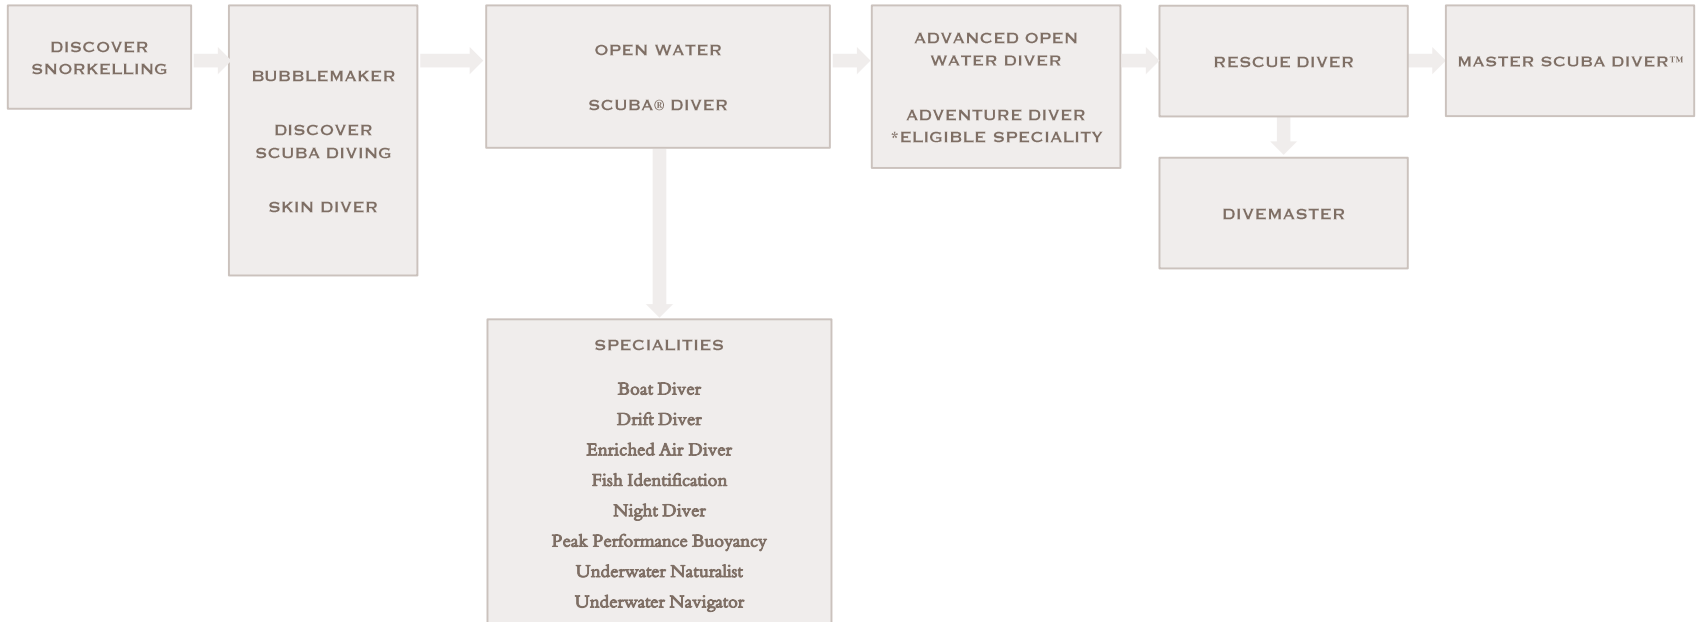 DISCOVER
SNORKELLING
BUBBLEMAKER
DISCOVER
SCUBA DIVING
SKIN DIVER
OPEN WATER
SCUBA® DIVER
ADVANCED OPEN
WATER DIVER
ADVENTURE DIVER
*ELIGIBLE SPECIALITY
RESCUE DIVER
MASTER SCUBA DIVER™
DIVEMASTER
SPECIALITIES
Boat Diver
Drift Diver
Enriched Air Diver
Fish Identification
Night Diver
Peak Performance Buoyancy
Underwater Naturalist
Underwater Navigator